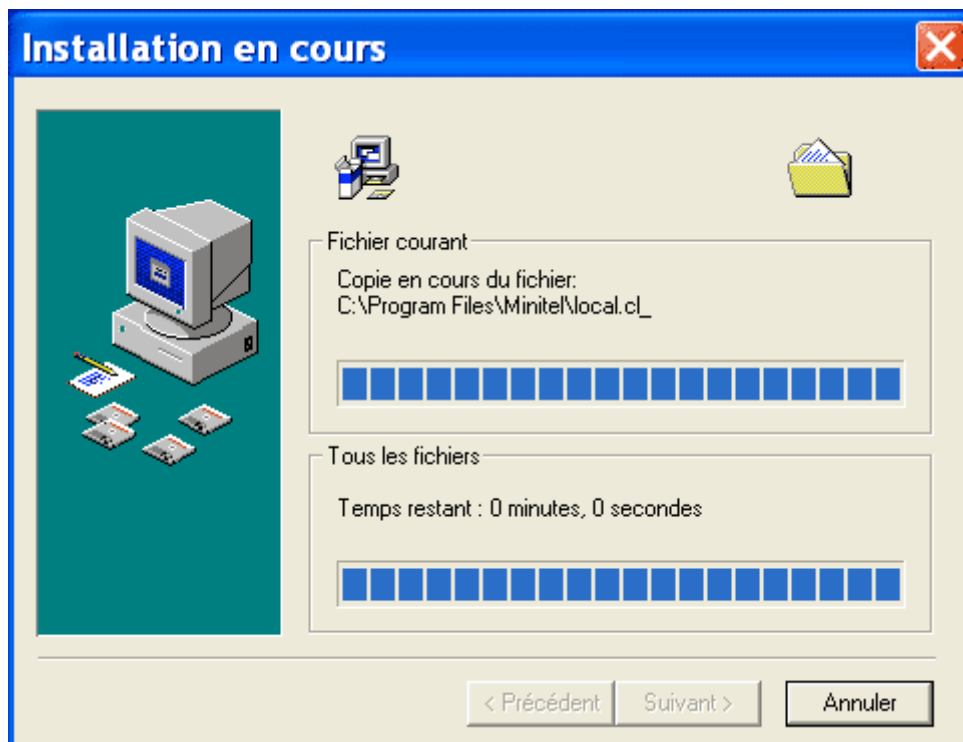 Installation en cours
Fichier courant
Copie en cours du fichier:
C:\Program Files\Minitel\local.cl_
Tous les fichiers
Temps restant : 0 minutes, 0 secondes
< Précédent
Suivant >
Annuler